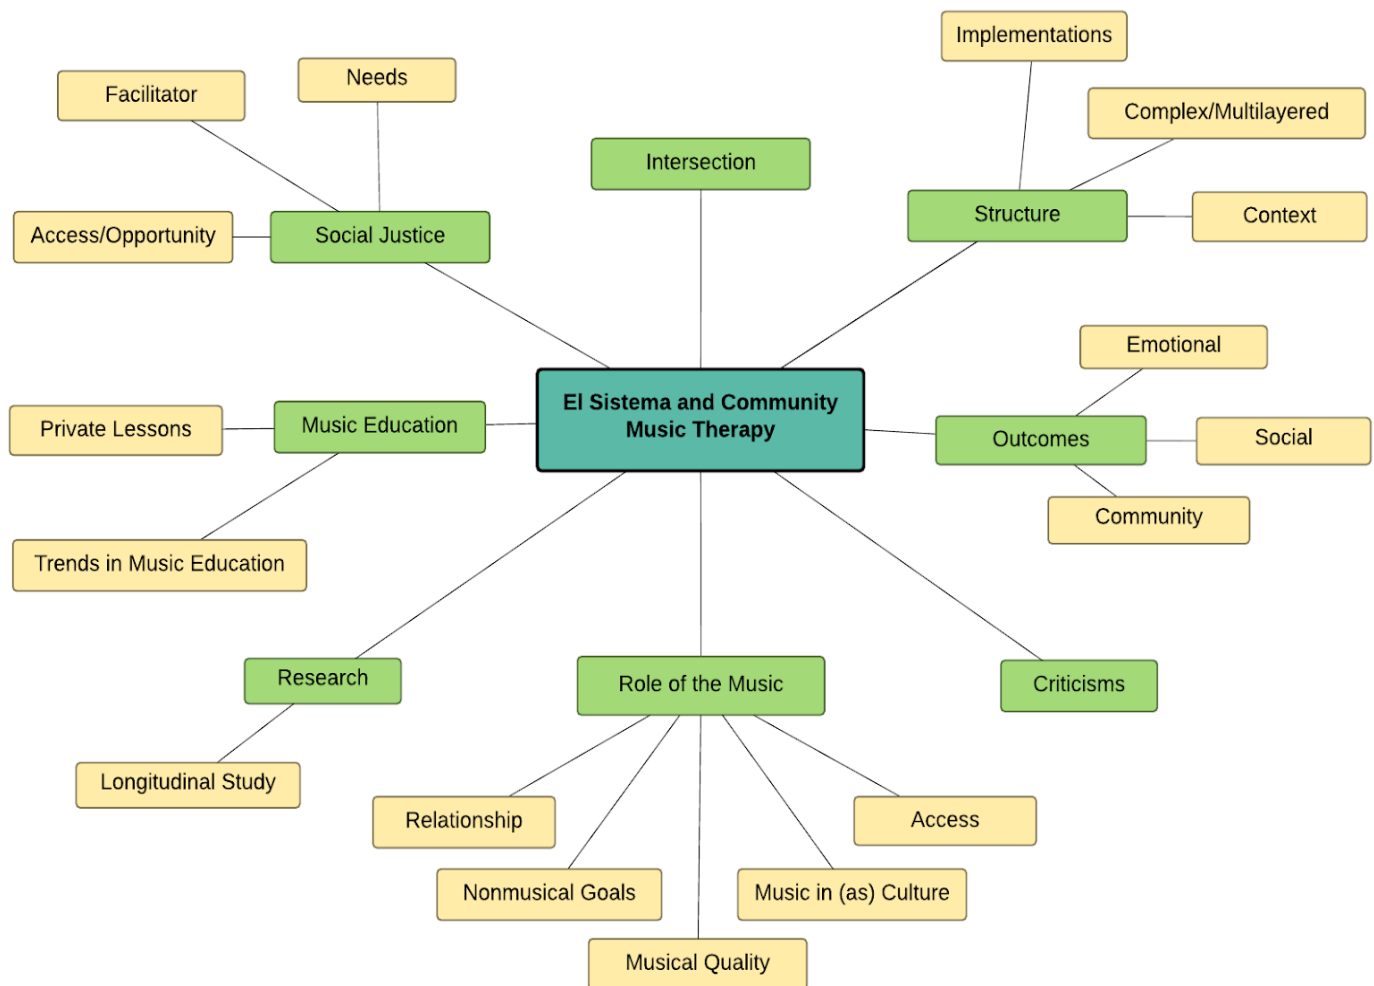 Implementations
Needs
Facilitator
Complex/Multilayered
Intersection
Structure
Context
Access/Opportunity
Social Justice
Emotional
El Sistema and Community
Music Therapy
Private Lessons
Music Education
Outcomes
Social
Community
Trends in Music Education
Research
Role of the Music
Criticisms
Longitudinal Study
Relationship
Access
Nonmusical Goals
Music in (as) Culture
Musical Quality